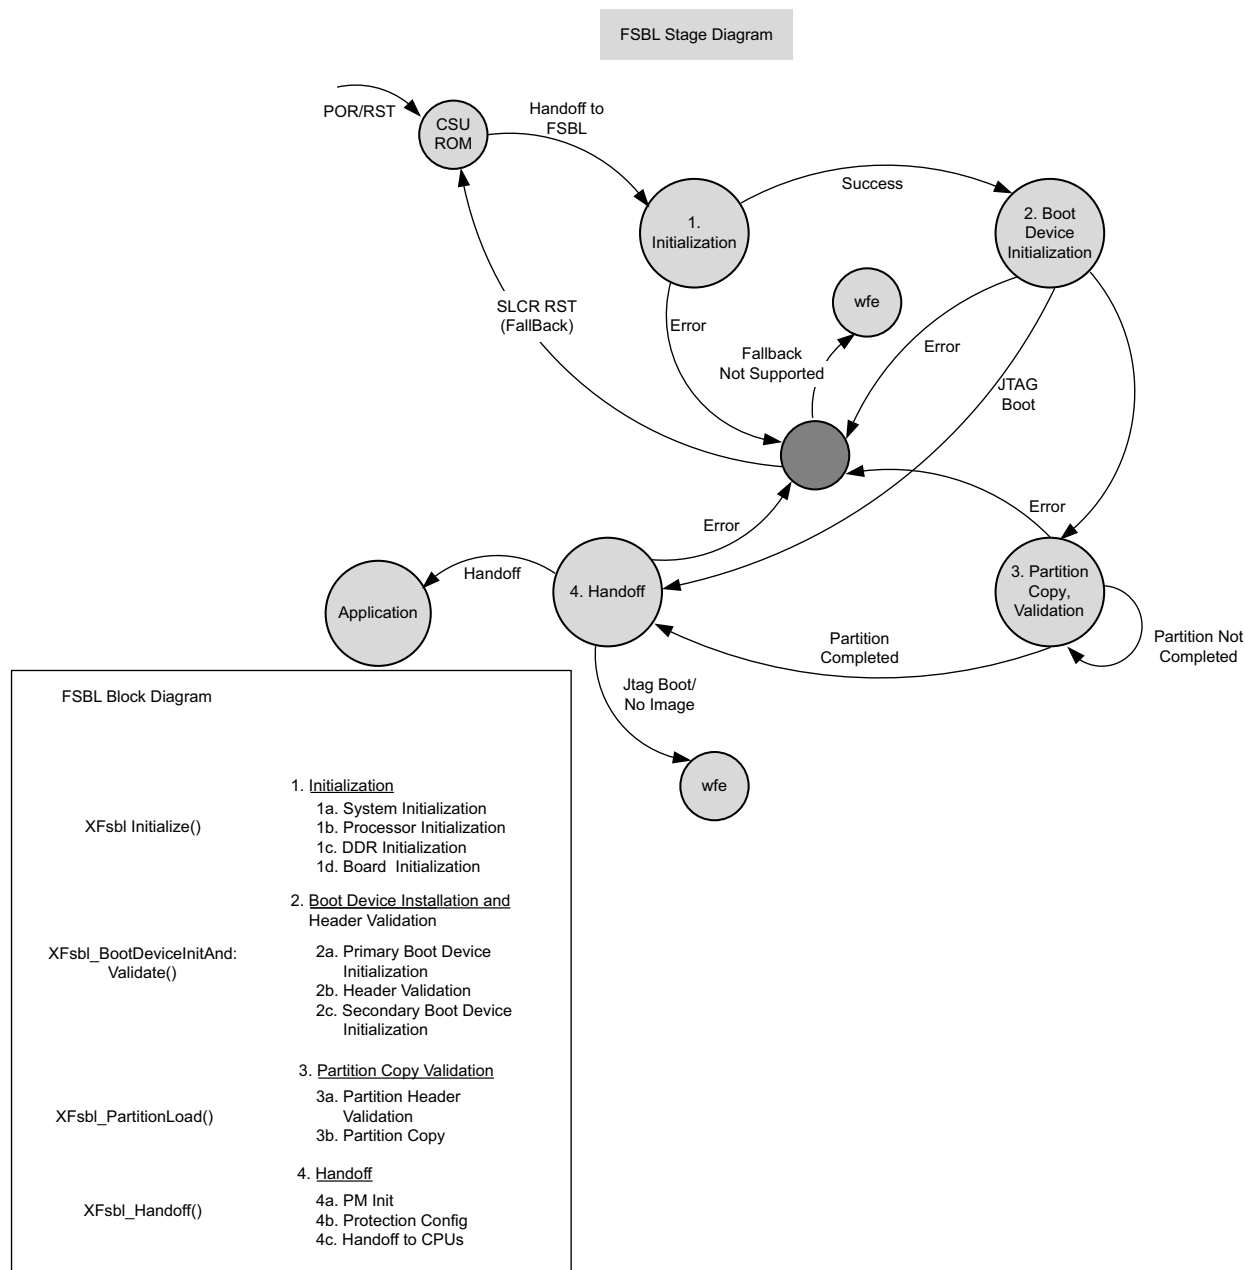 FSBL Stage Diagram
POR/RST
CSU
ROM
Handoff to
FSBL
1.
Initialization
Success
2. Boot
Device
Initialization
SLCR RST
(FallBack)
Error
wfe
Fallback
Not Supported
Error
JTAG
Boot
Error
Error
Handoff
Application
4. Handoff
3. Partition
Copy,
Validation
Partition
Completed
Partition Not
Completed
Jtag Boot/
No Image
wfe
FSBL Block Diagram
XFsbl Initialize()
1. Initialization
1a. System Initialization
1b. Processor Initialization
1c. DDR Initialization
1d. Board  Initialization
XFsbl_BootDeviceInitAnd:
Validate()
2. Boot Device Installation and
Header Validation
2a. Primary Boot Device
Initialization
2b. Header Validation
2c. Secondary Boot Device
Initialization
XFsbl_PartitionLoad()
3. Partition Copy Validation
3a. Partition Header
Validation
3b. Partition Copy
XFsbl_Handoff()
4. Handoff
4a. PM Init
4b. Protection Config
4c. Handoff to CPUs